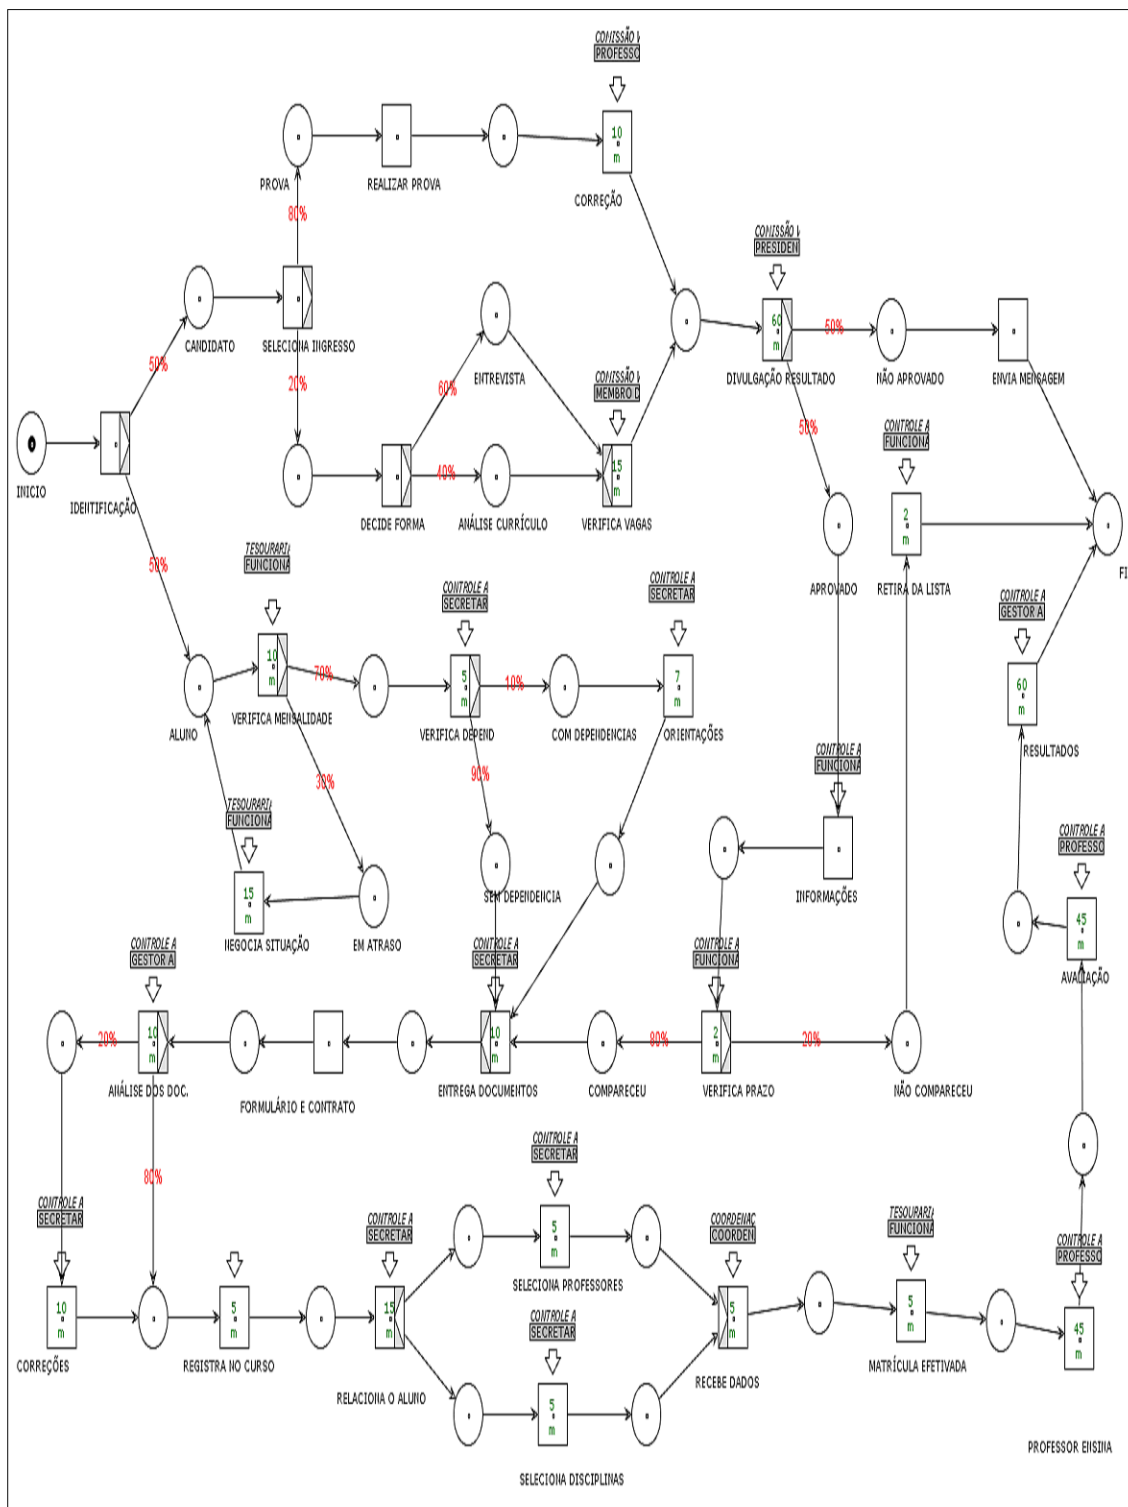 COMISSÃO V
PROFESSO
10
m
PROVA
REALIZAR PROVA
CORREÇÃO
80%
COMISSÃO V
PRESIDEN
60
m
50%
CANDIDATO
SELECIONA INGRESSO
50%
20%
ENTREVISTA
60%
COMISSÃO V
MEMBRO D
DIVULGAÇÃO RESULTADO
NÃO APROVADO
ENVIA MENSAGEM
50%
CONTROLE A
FUNCIONA
INICIO
IDENTIFICAÇÃO
40%
15
m
DECIDE FORMA
ANÁLISE CURRÍCULO
VERIFICA VAGAS
2
m
50%
TESOURARI
FUNCIONA
CONTROLE A
SECRETAR
CONTROLE A
SECRETAR
APROVADO
RETIRA DA LISTA
FI
CONTROLE A
GESTOR A
10
m
70%
5
m
10%
7
m
60
m
ALUNO
VERIFICA MENSALIDADE
VERIFICA DEPEND
COM DEPENDENCIAS
ORIENTAÇÕES
RESULTADOS
30%
90%
CONTROLE A
FUNCIONA
TESOURARI
FUNCIONA
CONTROLE A
PROFESSO
15
m
SEM DEPENDENCIA
INFORMAÇÕES
45
m
NEGOCIA SITUAÇÃO
EM ATRASO
CONTROLE A
GESTOR A
CONTROLE A
SECRETAR
CONTROLE A
FUNCIONA
AVALIAÇÃO
20%
10
m
10
m
80%
2
m
20%
ANÁLISE DOS DOC.
FORMULÁRIO E CONTRATO
ENTREGA DOCUMENTOS
COMPARECEU
VERIFICA PRAZO
NÃO COMPARECEU
80%
CONTROLE A
SECRETAR
CONTROLE A
SECRETAR
CONTROLE A
SECRETAR
5
m
COORDENAÇ
COORDEN
TESOURARI
FUNCIONA
CONTROLE A
PROFESSO
SELECIONA PROFESSORES
10
m
5
m
15
m
CONTROLE A
SECRETAR
5
m
5
m
45
m
CORREÇÕES
REGISTRA NO CURSO
RELACIONA O ALUNO
RECEBE DADOS
MATRÍCULA EFETIVADA
5
m
SELECIONA DISCIPLINAS
PROFESSOR ENSINA